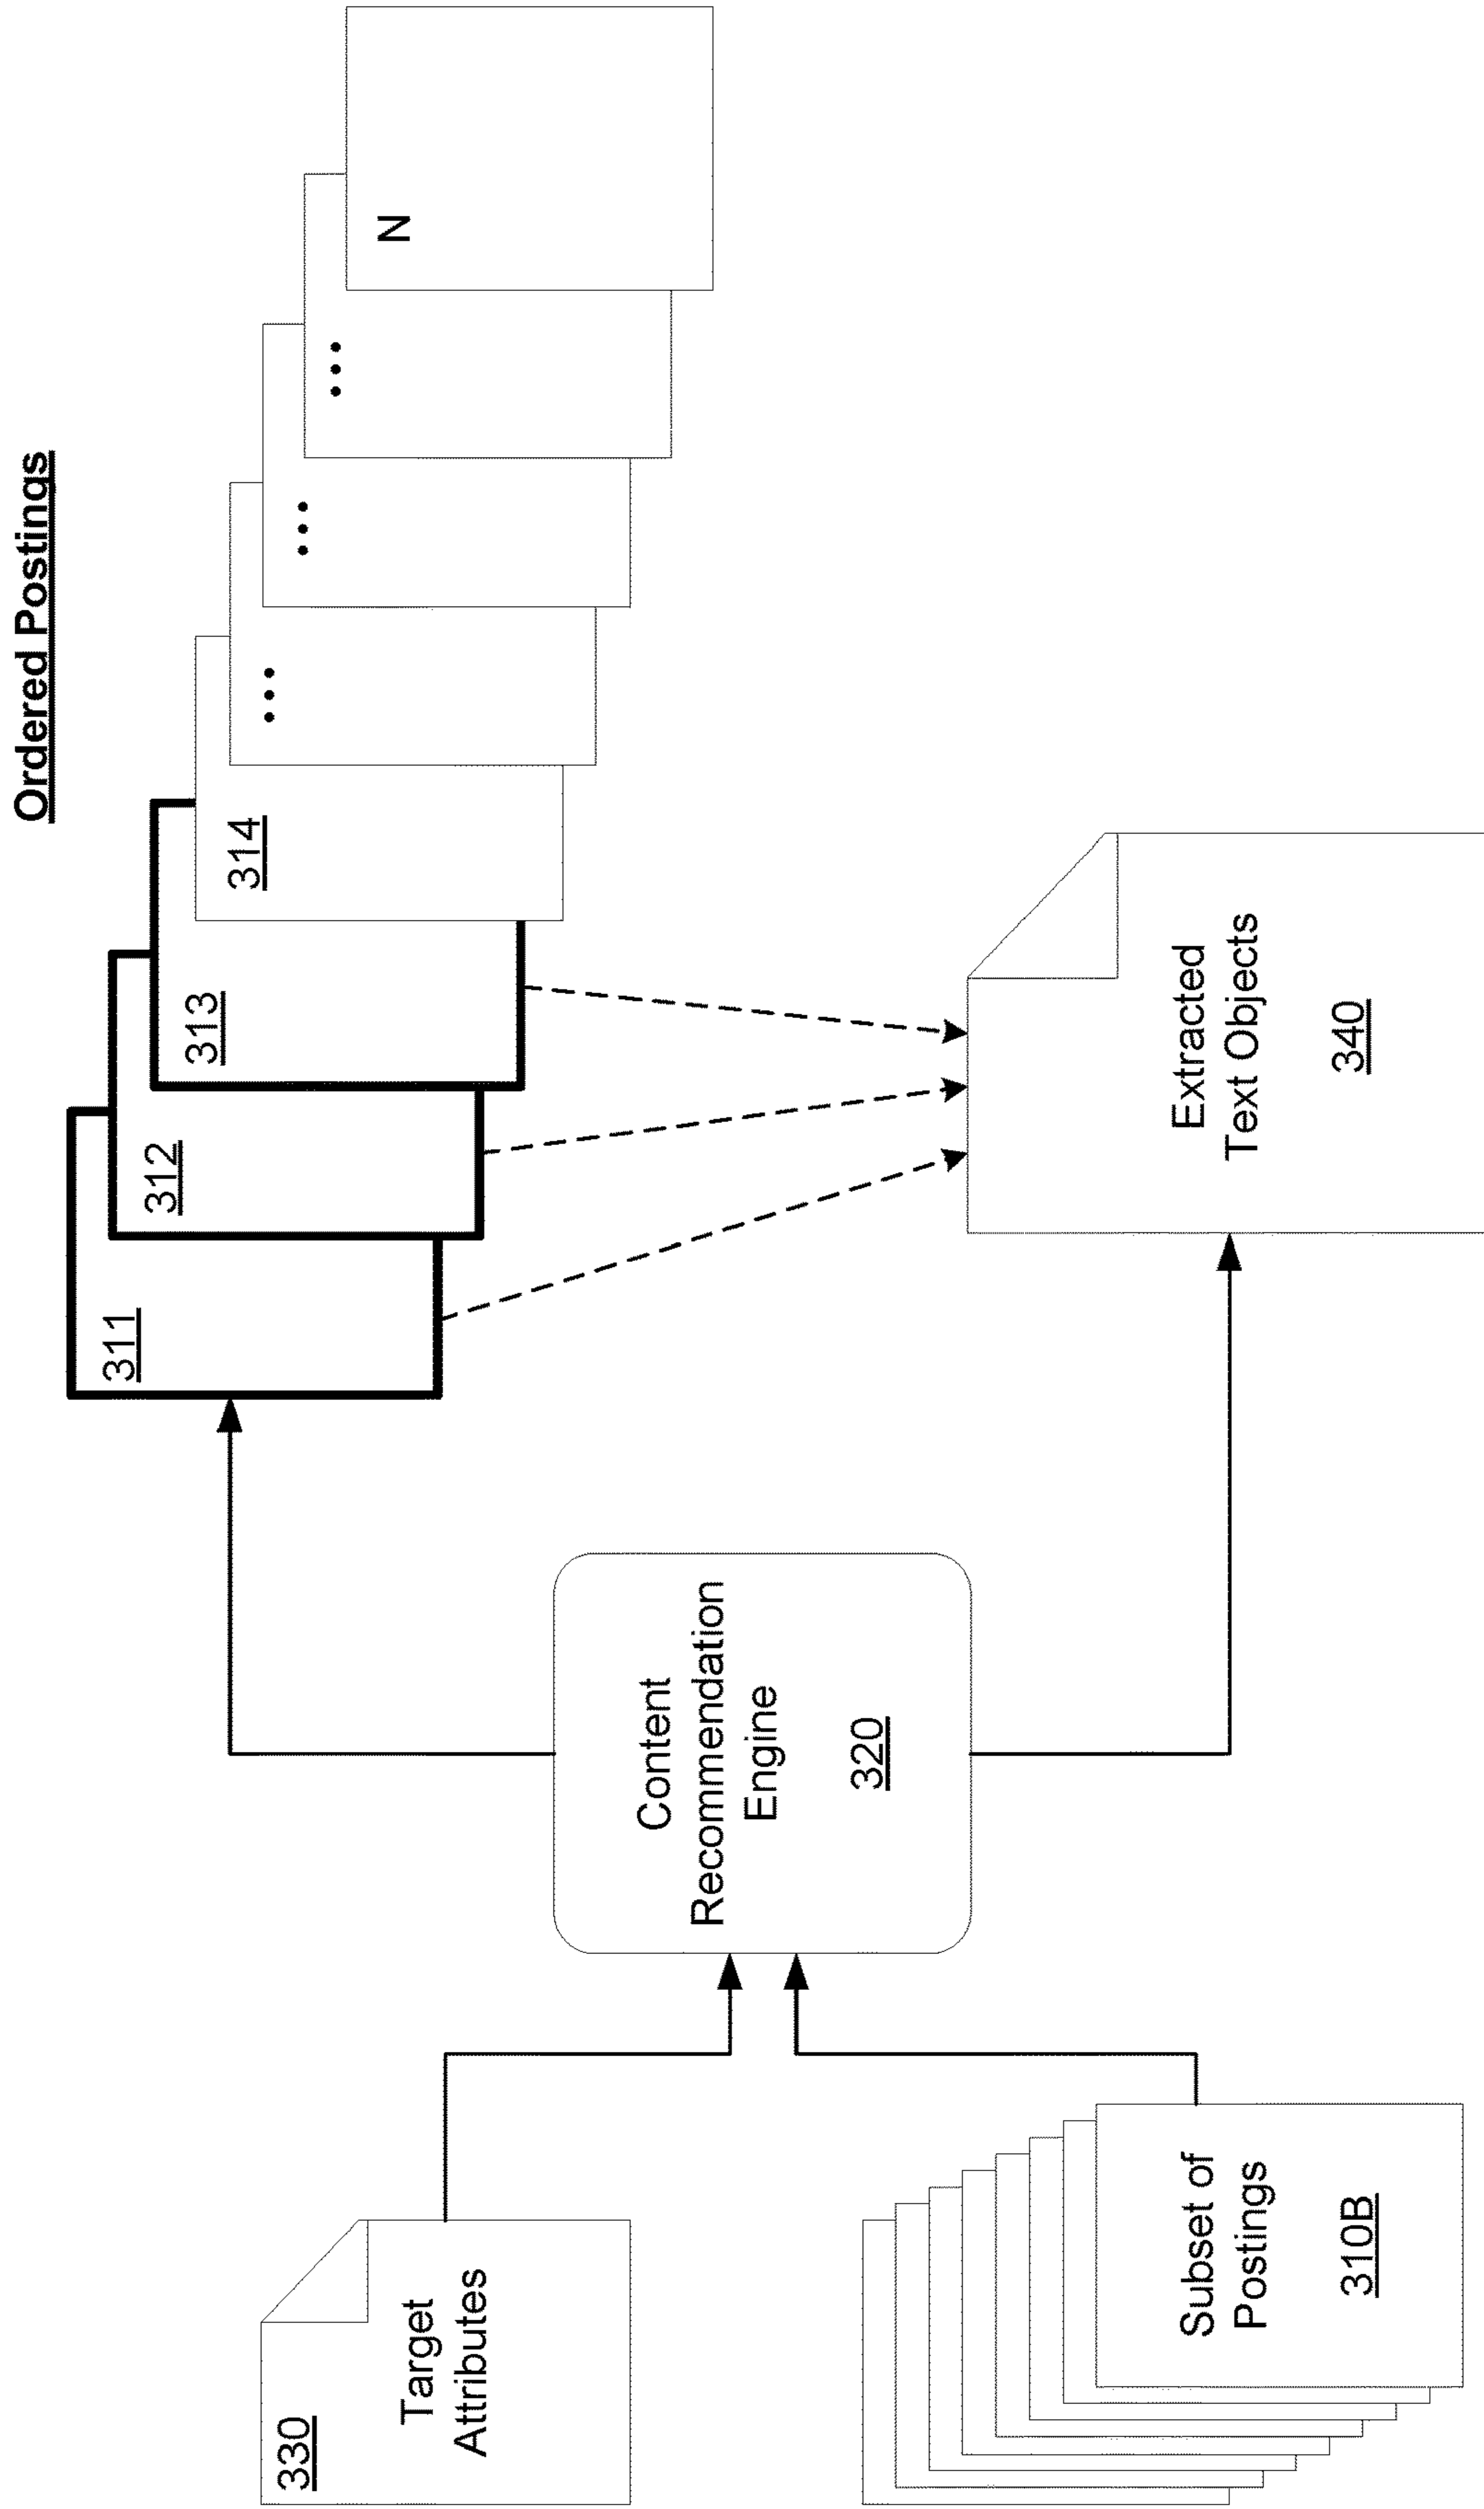 Ordered Postings
330
Target
Attributes
Subset of
Postings
310B
Content
Recommendation
Engine
320
311
312
313
314
...
...
...
N
Extracted
Text Objects
340